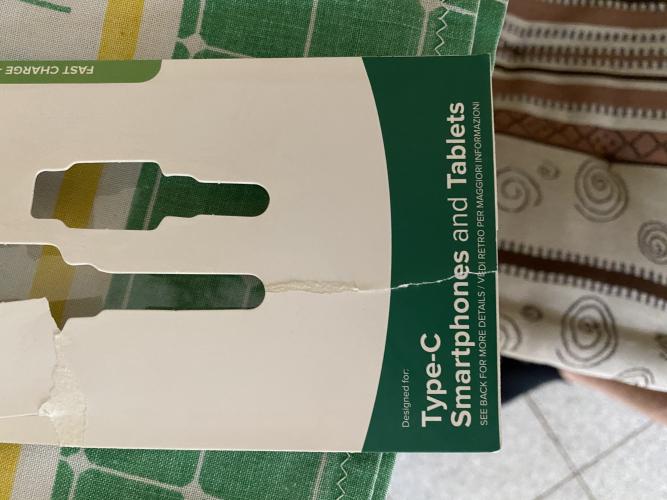 FAST CHARGE
Designed for:
Type-C
Smartphones and Tablets
SEE BACK FOR MORE DETAILS / VEDI RETRO PER MAGGIORI INFORMAZIONI